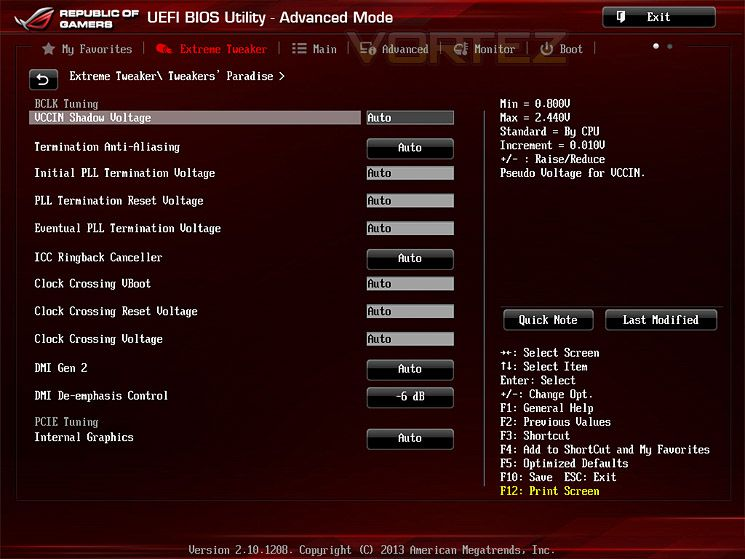 REPUBLIC OF
GAMERS
UEFI BIOS Utility - Advanced Mode
Exit
VORTEZ
My Favorites
Extreme Tweaker
Main
Advanced
Monitor
Boot
Extreme Tweaker\ Tweakers' Paradise >
BCLK Tuning
VCCIN Shadow Voltage Auto
Termination Anti-Aliasing Auto
Initial PLL Termination Voltage Auto
PLL Termination Reset Voltage Auto
Eventual PLL Termination Voltage Auto
ICC Ringback Canceller Auto
Clock Crossing VBoot Auto
Clock Crossing Reset Voltage Auto
Clock Crossing Voltage Auto
DMI Gen 2 Auto
DMI De-emphasis Control -6 dB
PCIE Tuning
Internal Graphics Auto
Min = 0.800V
Max = 2.440V
Standard = By CPU
Increment = 0.010V
+/- : Raise/Reduce
Pseudo Voltage for VCCIN.
Quick Note
Last Modified
→←: Select Screen
↑↓: Select Item
Enter: Select
+/-: Change Opt.
F1: General Help
F2: Previous Values
F3: Shortcut
F4: Add to ShortCut and My Favorites
F5: Optimized Defaults
F10: Save ESC: Exit
F12: Print Screen
Version 2.10.1208. Copyright (C) 2013 American Megatrends, Inc.